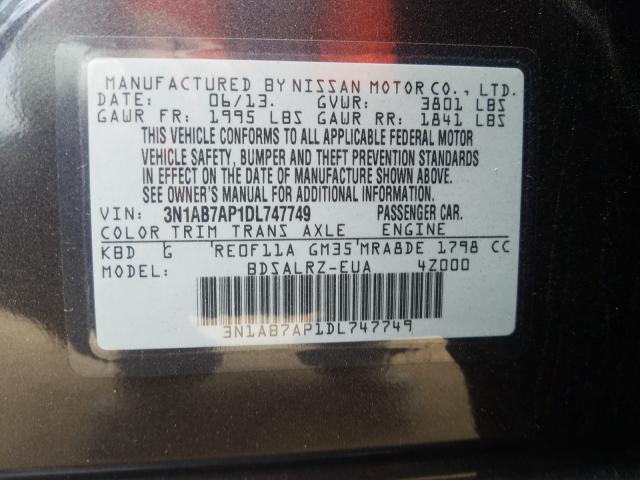 MANUFACTURED BY NISSAN MOTOR CO., LTD.
DATE: 06/13. GVWR: 3801 LBS
GAWR FR: 1995 LBS GAWR RR: 1841 LBS
THIS VEHICLE CONFORMS TO ALL APPLICABLE FEDERAL MOTOR
VEHICLE SAFETY, BUMPER AND THEFT PREVENTION STANDARDS
IN EFFECT ON THE DATE OF MANUFACTURE SHOWN ABOVE.
SEE OWNER'S MANUAL FOR ADDITIONAL INFORMATION.
VIN: 3N1AB7AP1DL747749 PASSENGER CAR.
COLOR TRIM TRANS AXLE ENGINE
KBD G RE0F11A GM35 MRA8DE 1798 CC
MODEL: BDSALRZ-EUA 4Z000
3N1AB7AP1DL747749